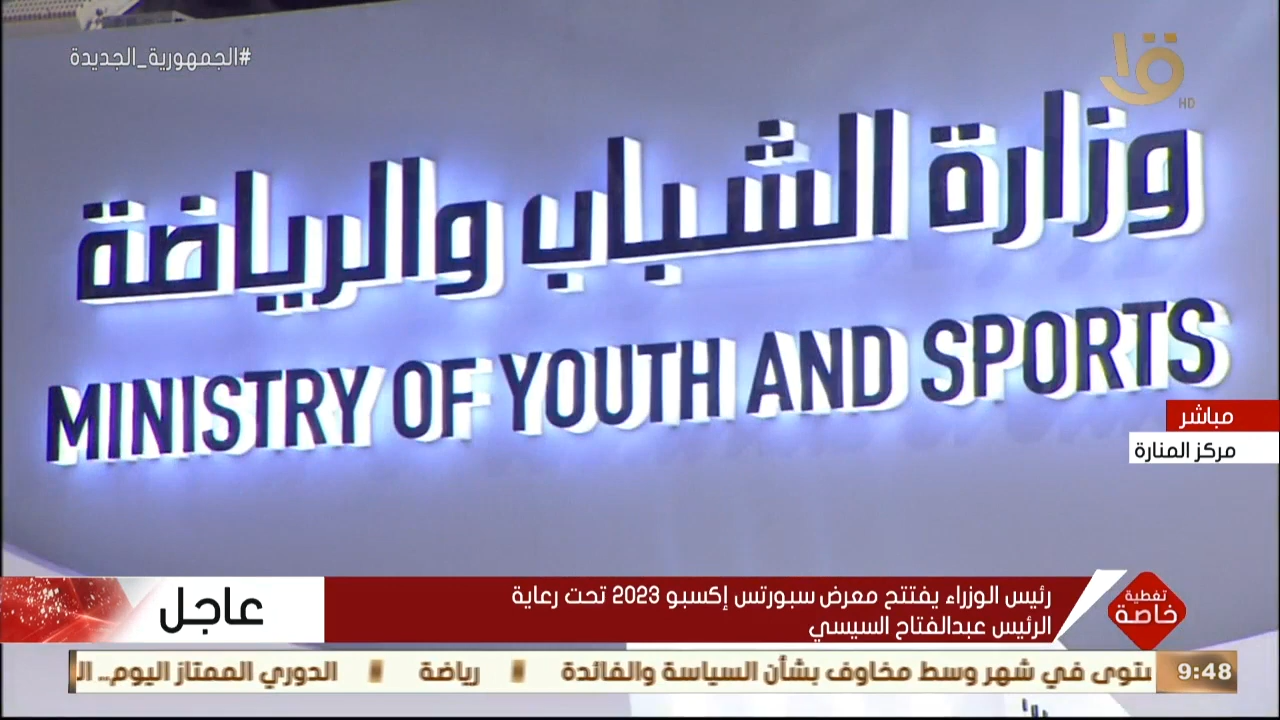 #الجمهورية_الجديدة
HD
وزارة الشباب والرياضة
MINISTRY OF YOUTH AND SPORTS
مباشر
مركز المنارة
تغطية
خاصة
رئيس الوزراء يفتتح معرض سبورتس إكسبو 2023 تحت رعاية
الرئيس عبدالفتاح السيسي
عاجل
9:48
في شهر وسط مخاوف بشأن السياسة والفائدة رياضة الدوري الممتاز اليوم..